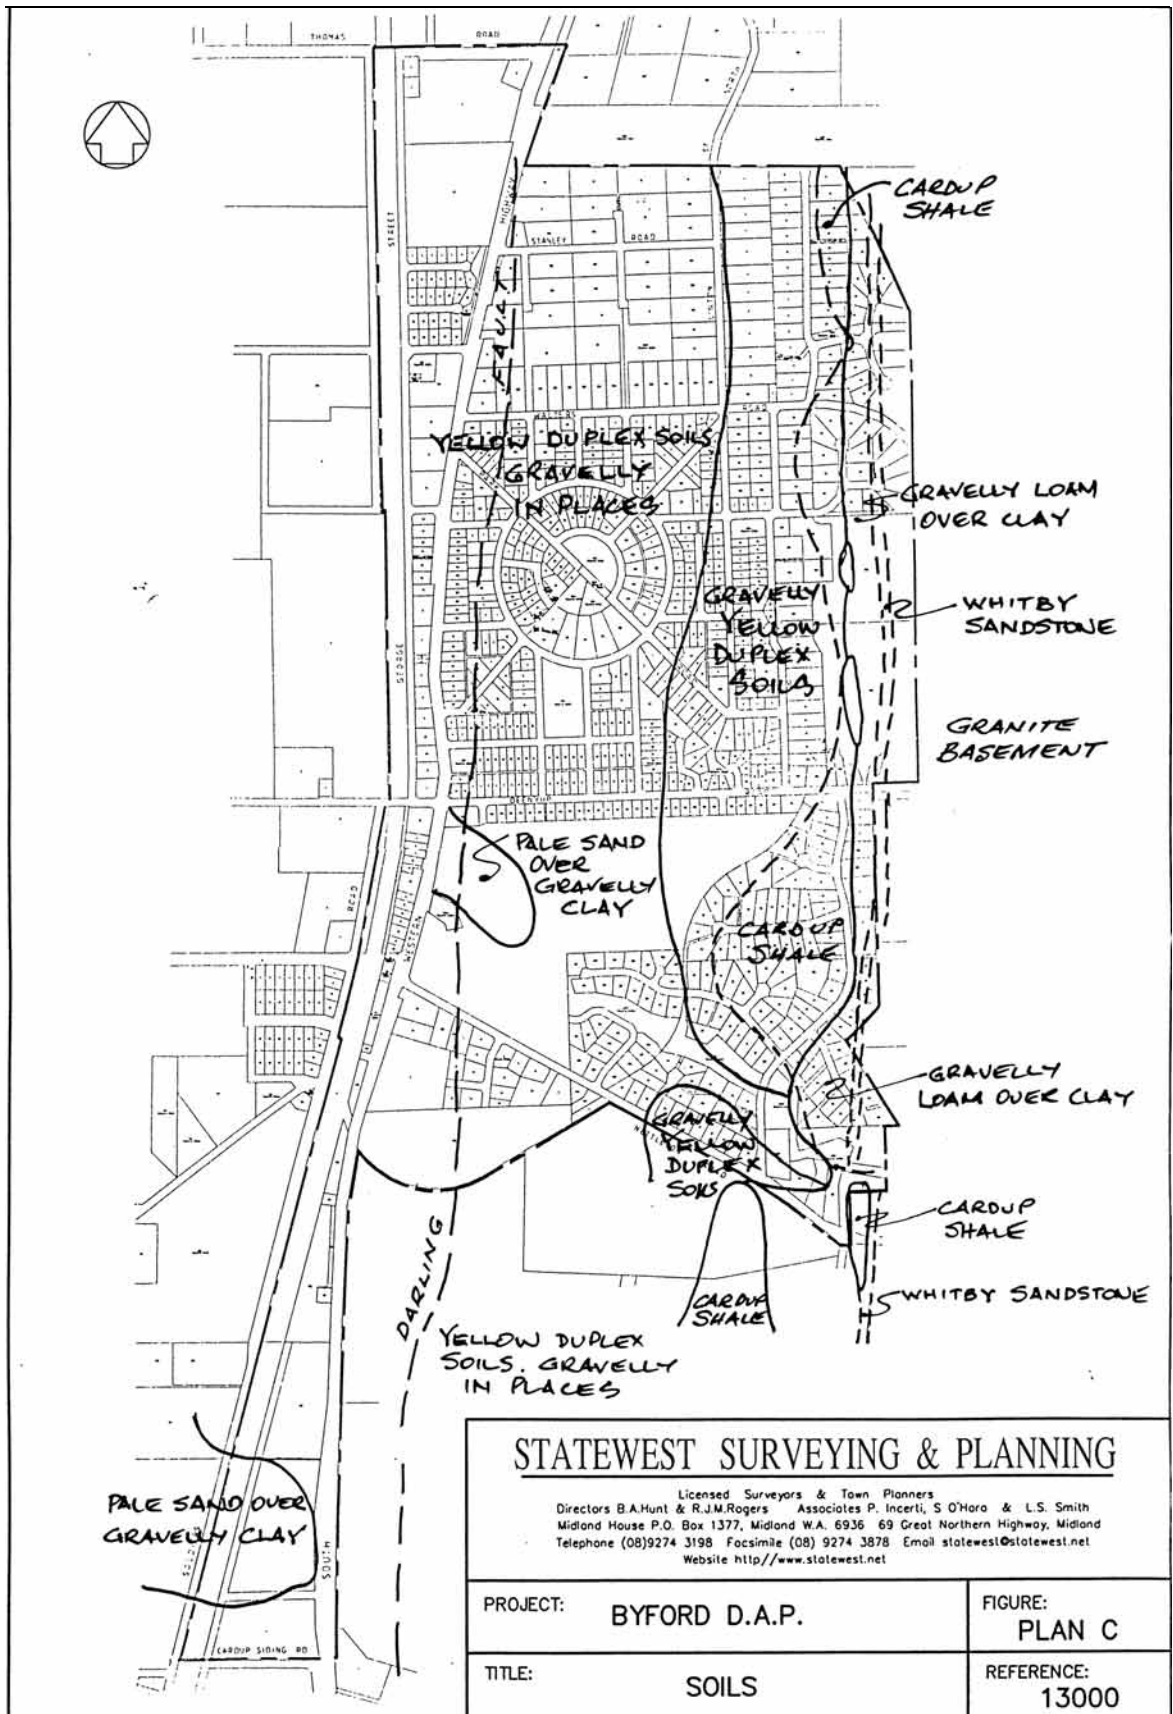 THOMAS ROAD
NORTH
ST
HIGHWAY
STREET
STANLEY ROAD
CARDUP
SHALE
FAULT
LINTON
WALTERS ROAD
YELLOW DUPLEX SOILS
GRAVELLY
IN PLACES
GRAVELLY LOAM
OVER CLAY
GRAVELLY
YELLOW
DUPLEX
SOILS
WHITBY
SANDSTONE
GEORGE
GRANITE
BASEMENT
PALE SAND
OVER
GRAVELLY
CLAY
ROAD
WESTERN
CARDUP
SHALE
GRAVELLY
LOAM OVER CLAY
GRAVELLY
YELLOW
DUPLEX
SOILS
CARDUP
SHALE
DARLING
CARDUP
SHALE
WHITBY SANDSTONE
YELLOW DUPLEX
SOILS. GRAVELLY
IN PLACES
PALE SAND OVER
GRAVELLY CLAY
SOUTH
CARDUP SIDING RD
STATEWEST SURVEYING & PLANNING
Licensed Surveyors & Town Planners
Directors B.A.Hunt & R.J.M.Rogers Associates P. Incerti, S O'Hara & L.S. Smith
Midland House P.O. Box 1377, Midland W.A. 6936 69 Great Northern Highway, Midland
Telephone (08)9274 3198 Facsimile (08) 9274 3878 Email statewest@statewest.net
Website http//www.statewest.net
PROJECT: BYFORD D.A.P.
FIGURE:
PLAN C
TITLE: SOILS
REFERENCE:
13000